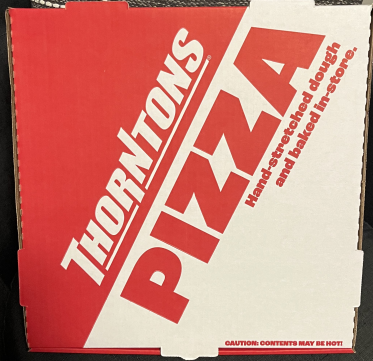 THORNTONS
PIZZA
Hand-stretched dough
and baked in-store.
CAUTION: CONTENTS MAY BE HOT!